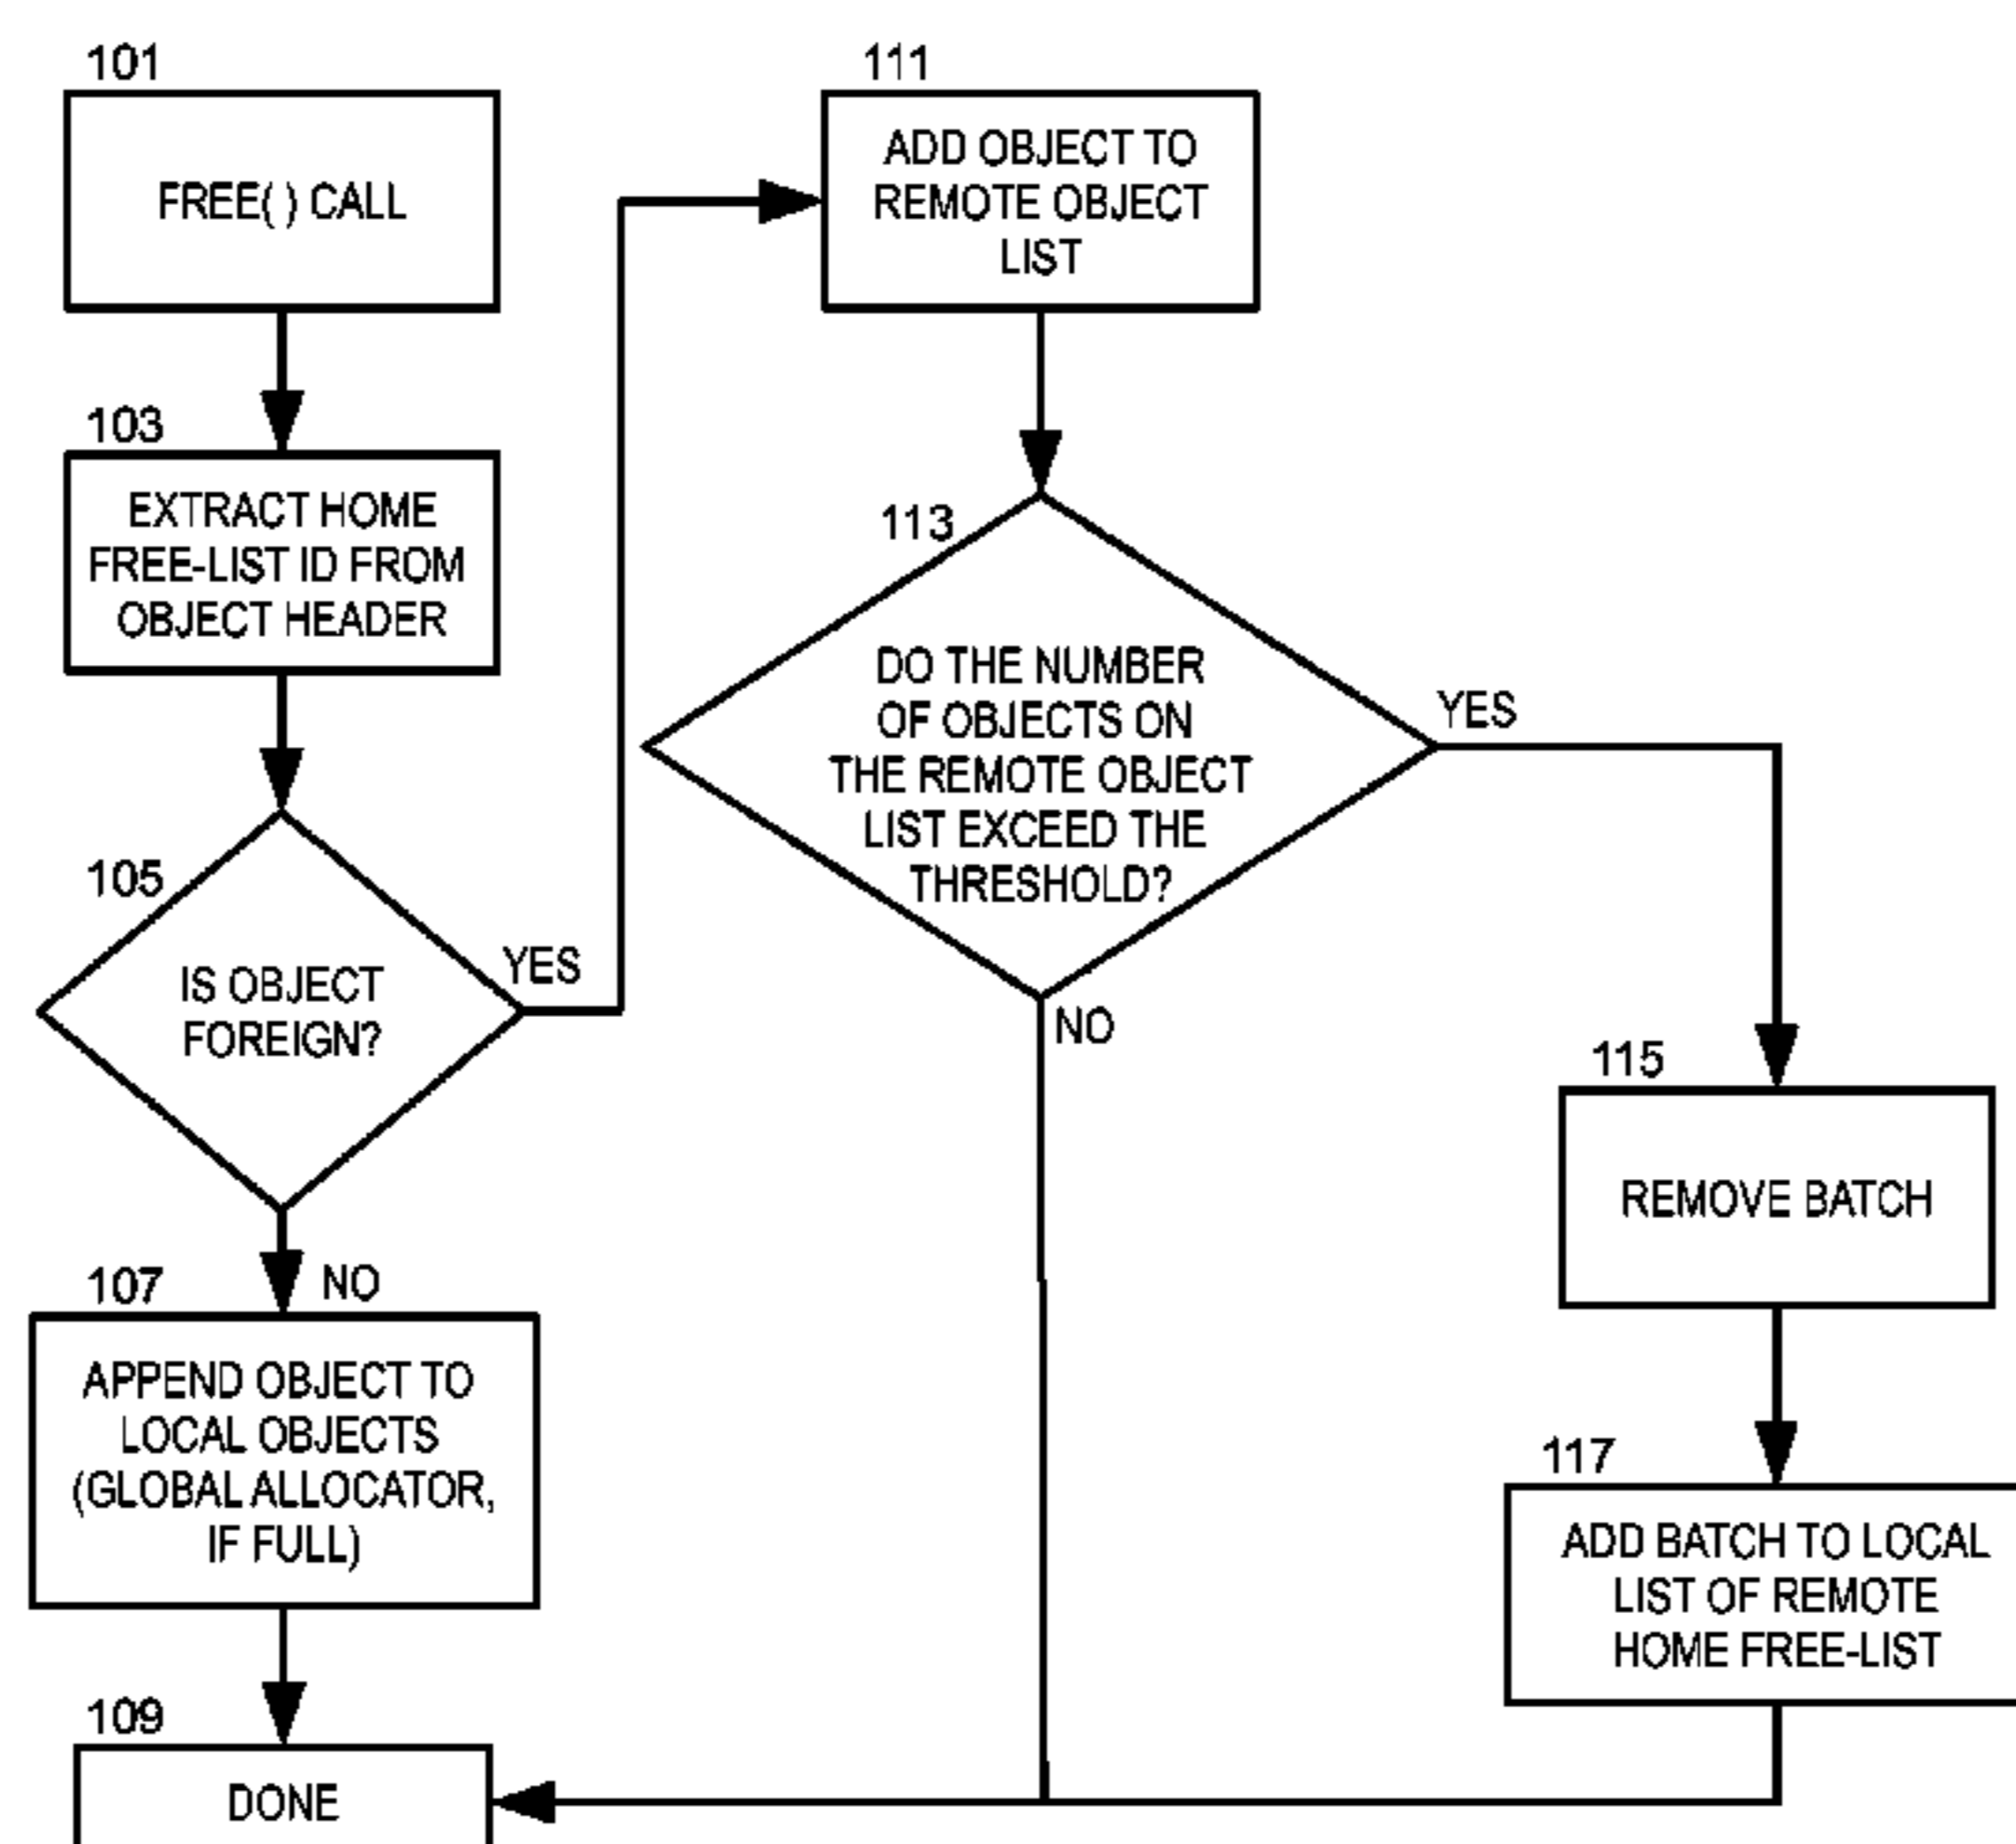 101
FREE( ) CALL
103
EXTRACT HOME
FREE-LIST ID FROM
OBJECT HEADER
105
IS OBJECT
FOREIGN?
YES
NO
107
APPEND OBJECT TO
LOCAL OBJECTS
(GLOBAL ALLOCATOR,
IF FULL)
109
DONE
111
ADD OBJECT TO
REMOTE OBJECT
LIST
113
DO THE NUMBER
OF OBJECTS ON
THE REMOTE OBJECT
LIST EXCEED THE
THRESHOLD?
YES
NO
115
REMOVE BATCH
117
ADD BATCH TO LOCAL
LIST OF REMOTE
HOME FREE-LIST